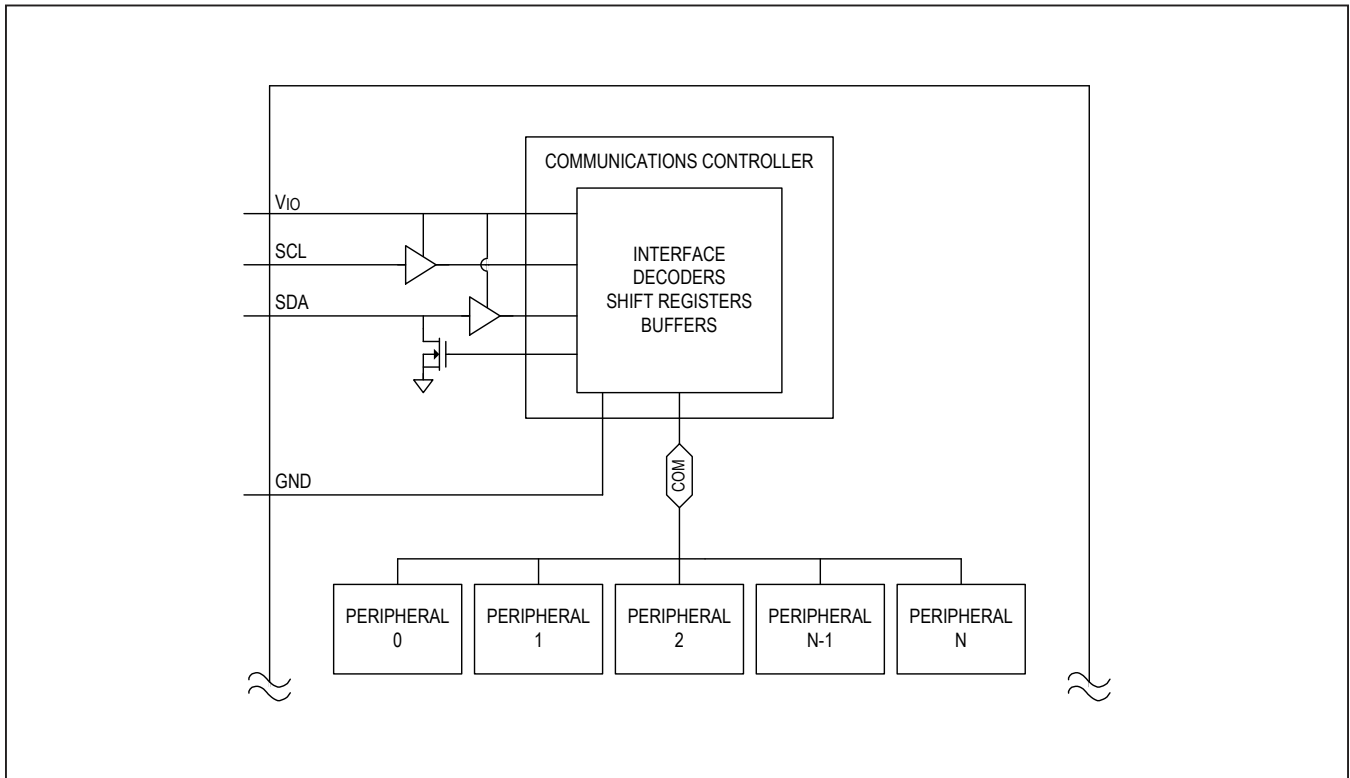 COMMUNICATIONS CONTROLLER
VIO
SCL
SDA
INTERFACE
DECODERS
SHIFT REGISTERS
BUFFERS
GND
COM
PERIPHERAL
0
PERIPHERAL
1
PERIPHERAL
2
PERIPHERAL
N-1
PERIPHERAL
N